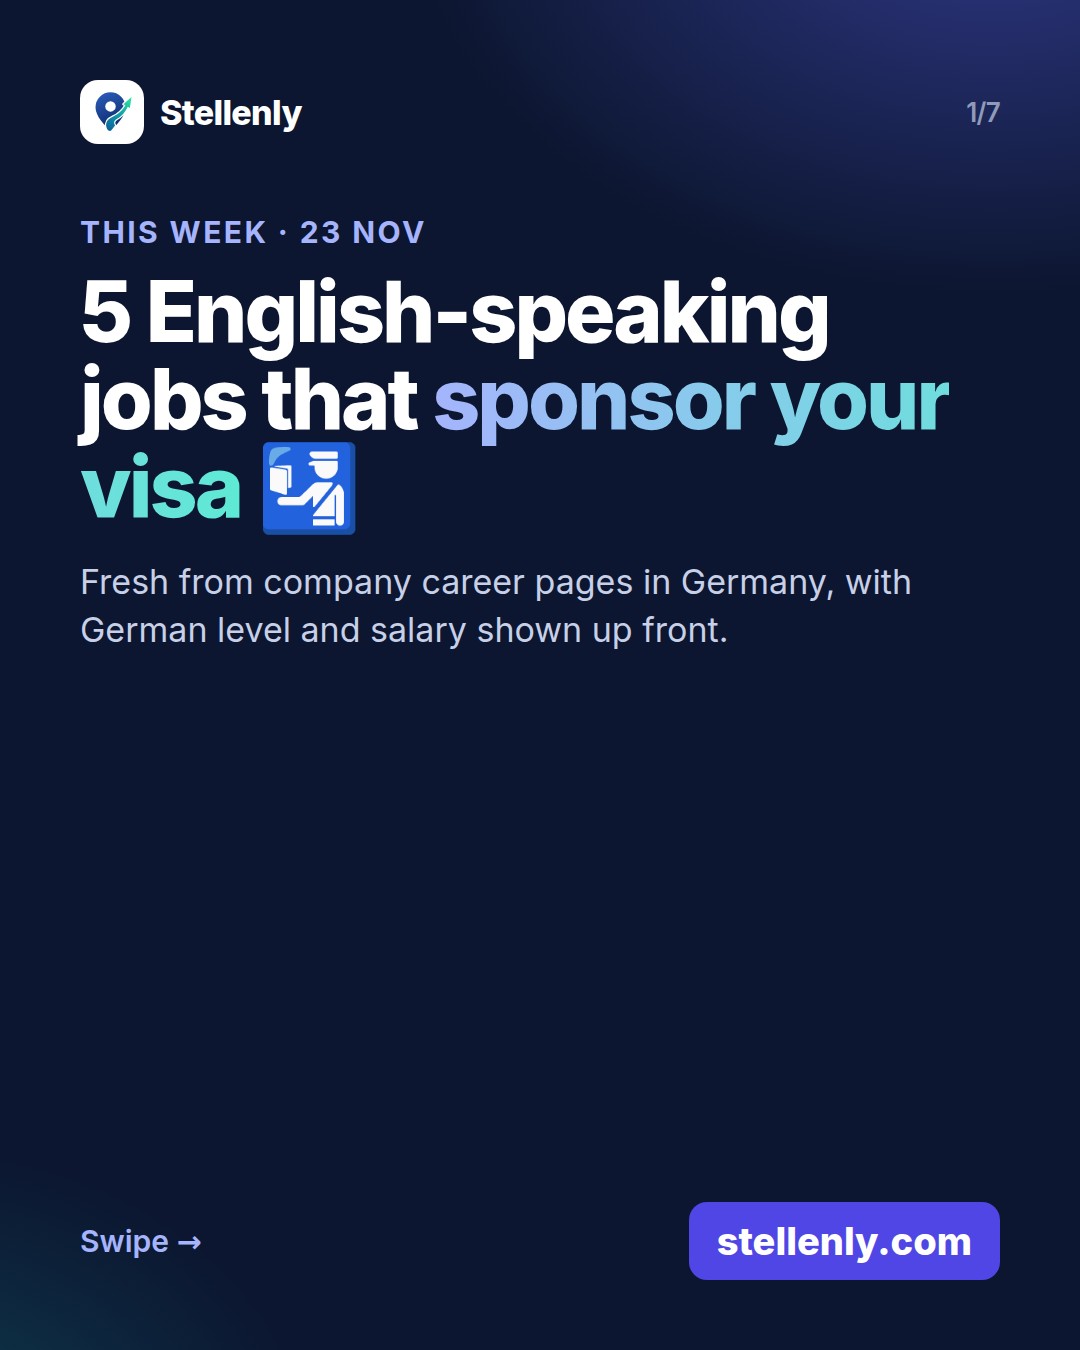 Stellenly
1/7
THIS WEEK · 23 NOV
5 English-speaking
jobs that sponsor your
visa 🛂
Fresh from company career pages in Germany, with
German level and salary shown up front.
Swipe →
stellenly.com